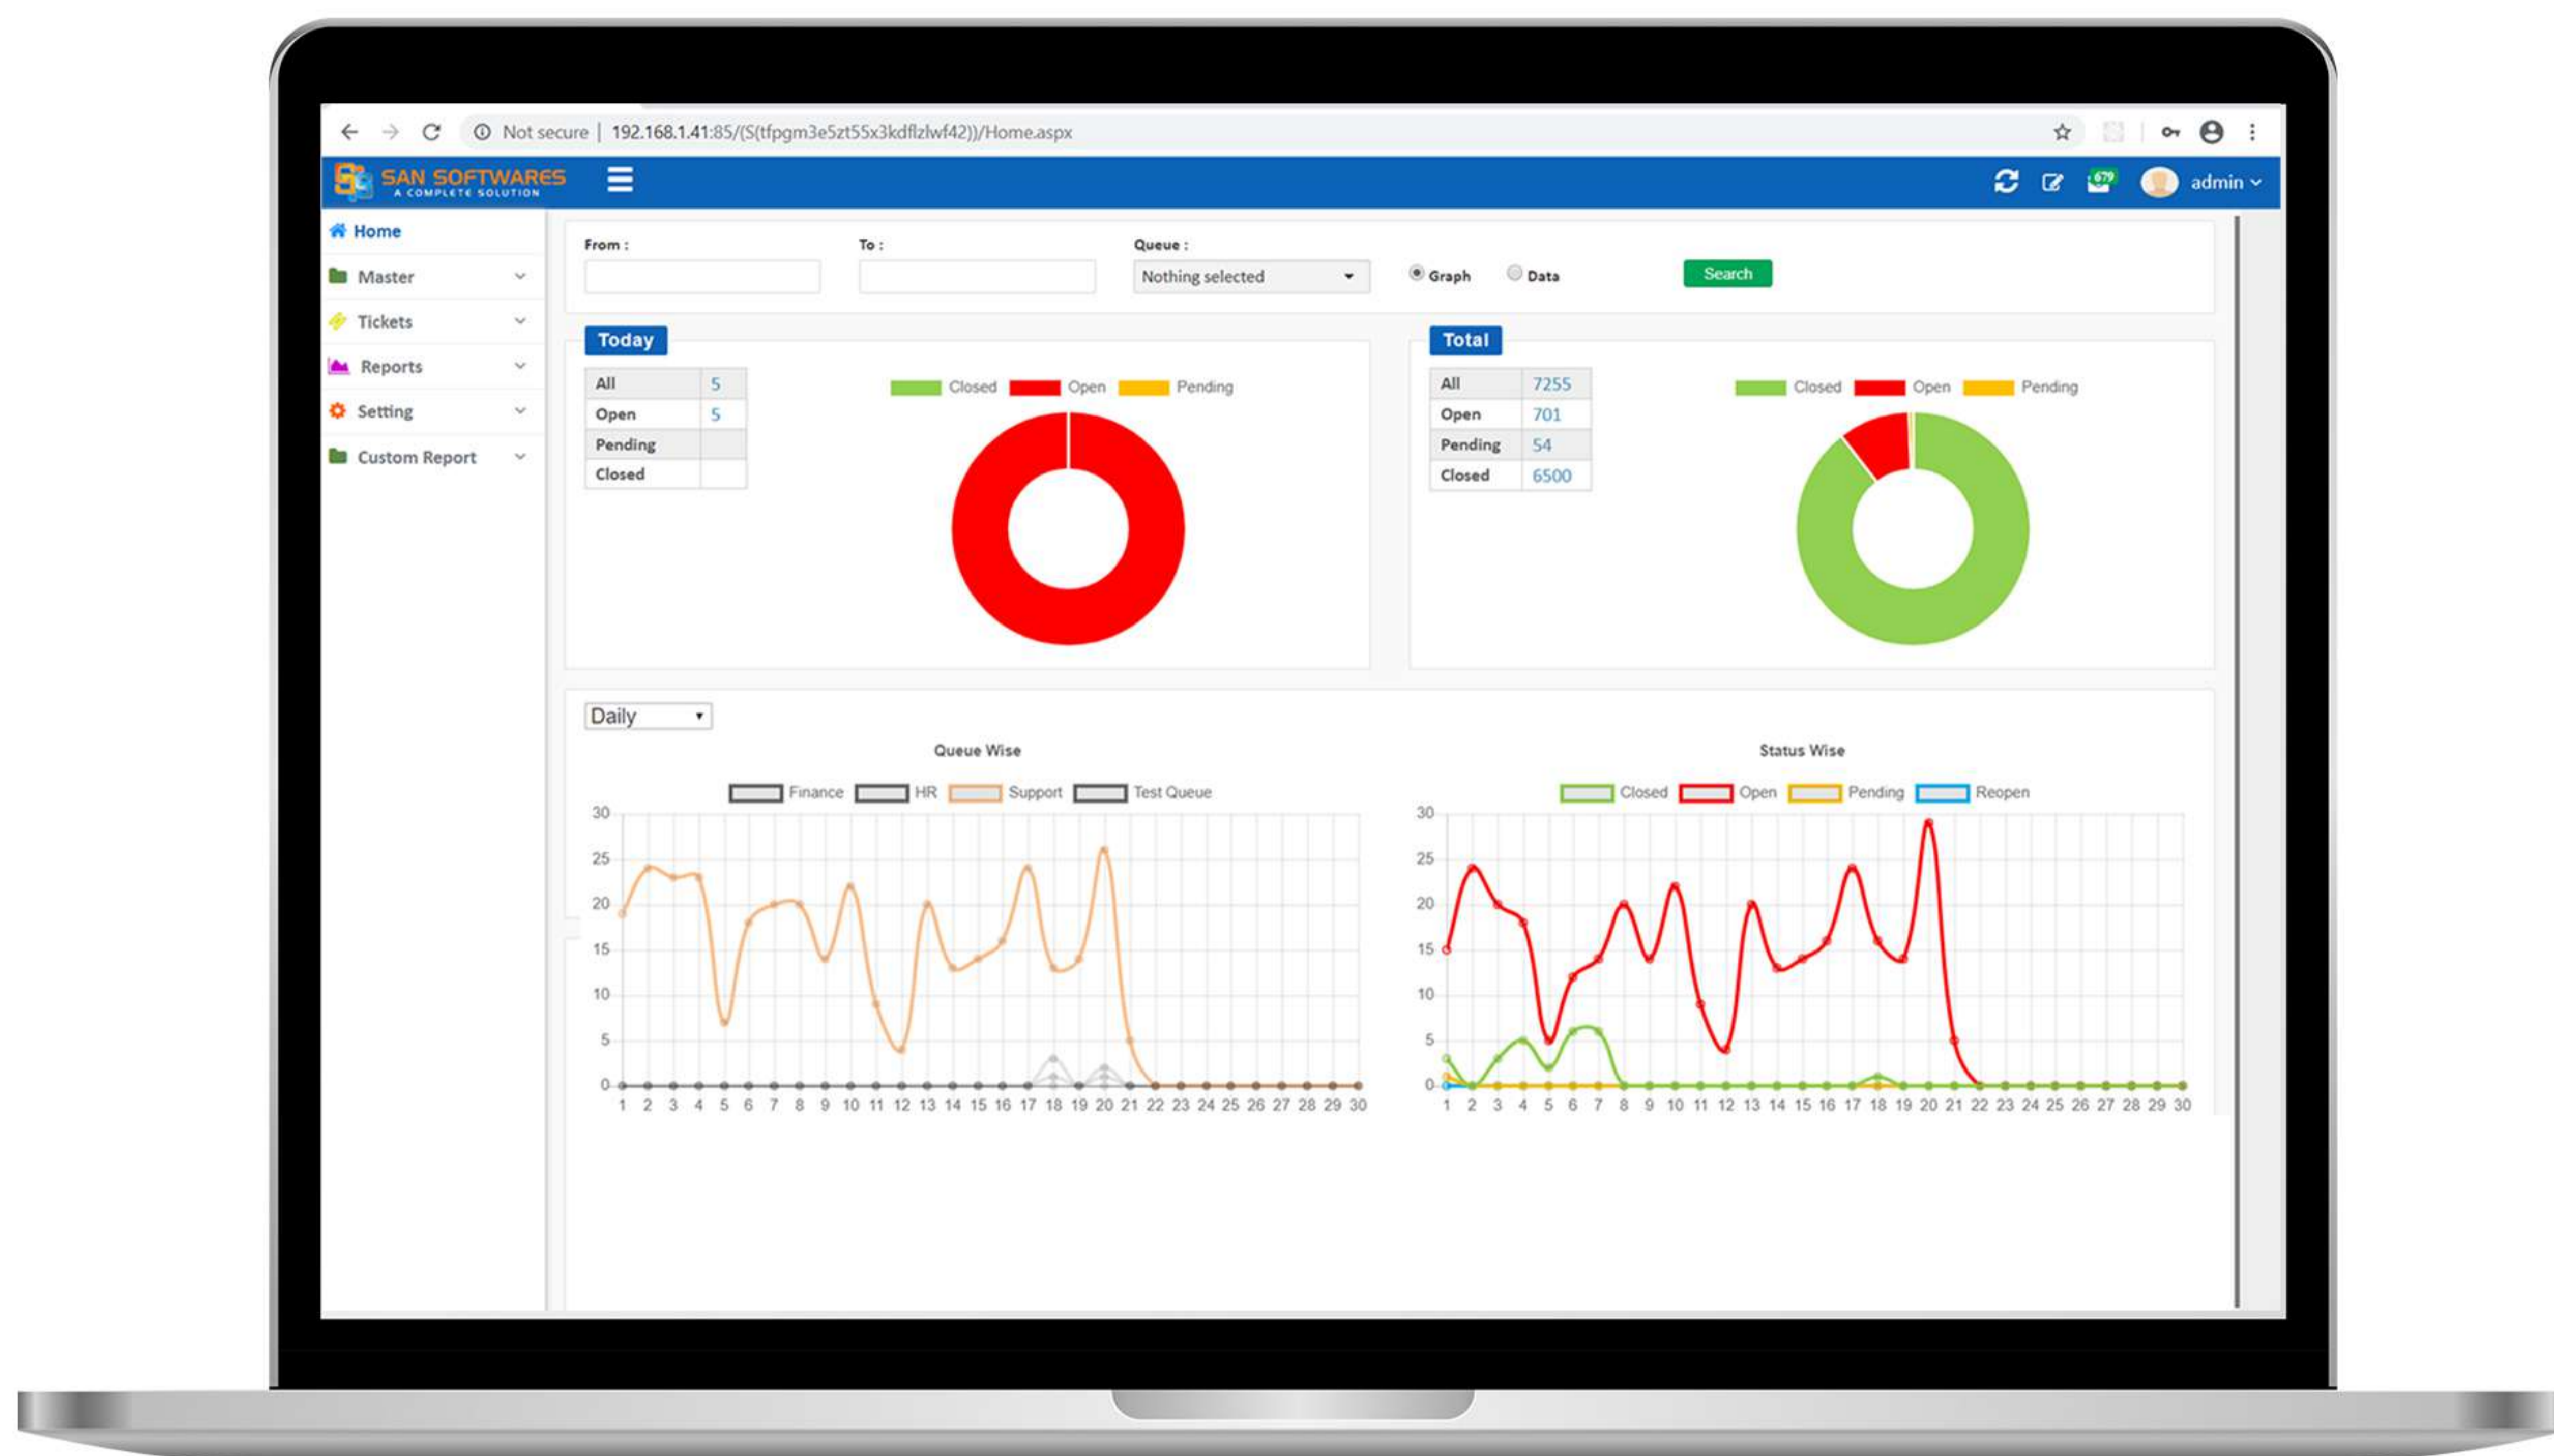 Not secure | 192.168.1.41:85/(S(tfpgm3e5zt55x3kdflzlwf42))/Home.aspx
SAN SOFTWARES
A COMPLETE SOLUTION
679
admin
Home
Master
Tickets
Reports
Setting
Custom Report
From :
To :
Queue :
Nothing selected
Graph
Data
Search
Today
All 5
Open 5
Pending
Closed
Closed Open Pending
Total
All 7255
Open 701
Pending 54
Closed 6500
Closed Open Pending
Daily
Queue Wise
Finance HR Support Test Queue
30
25
20
15
10
5
0
1 2 3 4 5 6 7 8 9 10 11 12 13 14 15 16 17 18 19 20 21 22 23 24 25 26 27 28 29 30
Status Wise
Closed Open Pending Reopen
30
25
20
15
10
5
0
1 2 3 4 5 6 7 8 9 10 11 12 13 14 15 16 17 18 19 20 21 22 23 24 25 26 27 28 29 30